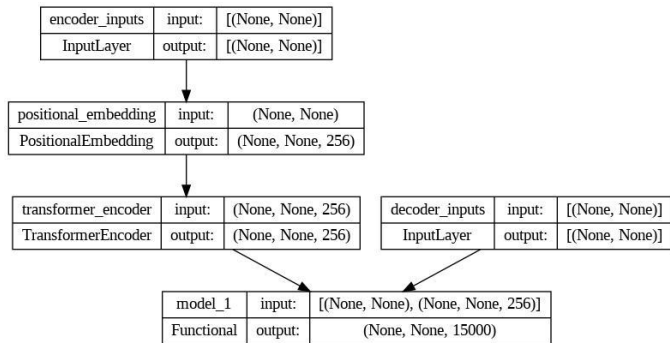 encoder_inputs input: [(None, None)]
InputLayer output: [(None, None)]
positional_embedding input: (None, None)
PositionalEmbedding output: (None, None, 256)
transformer_encoder input: (None, None, 256)
TransformerEncoder output: (None, None, 256)
decoder_inputs input: [(None, None)]
InputLayer output: [(None, None)]
model_1 input: [(None, None), (None, None, 256)]
Functional output: (None, None, 15000)